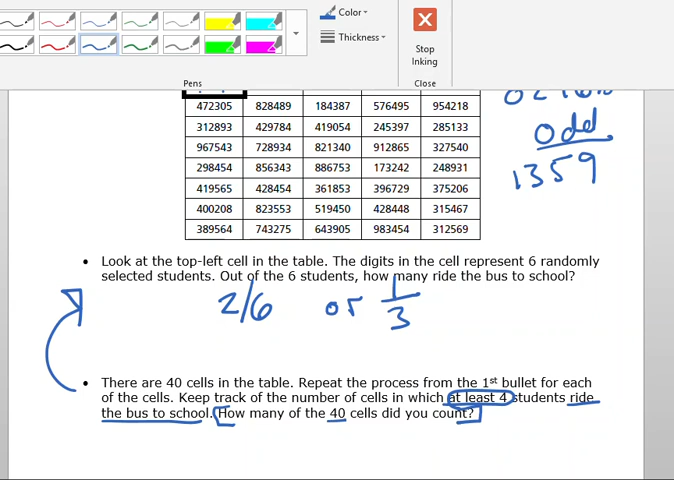 Color
Thickness
Stop
Inking
Pens
Close
472305 828489 184387 576495 954218
312893 429784 419054 245397 285133
967543 728934 821340 912865 327540
298454 856343 886753 173242 248931
419565 428454 361853 396729 375206
400208 823553 519450 428448 315467
389564 743275 643905 983454 312569
odd
1359
• Look at the top-left cell in the table. The digits in the cell represent 6 randomly
selected students. Out of the 6 students, how many ride the bus to school?
2/6 or 1/3
• There are 40 cells in the table. Repeat the process from the 1st bullet for each
of the cells. Keep track of the number of cells in which at least 4 students ride
the bus to school. How many of the 40 cells did you count?